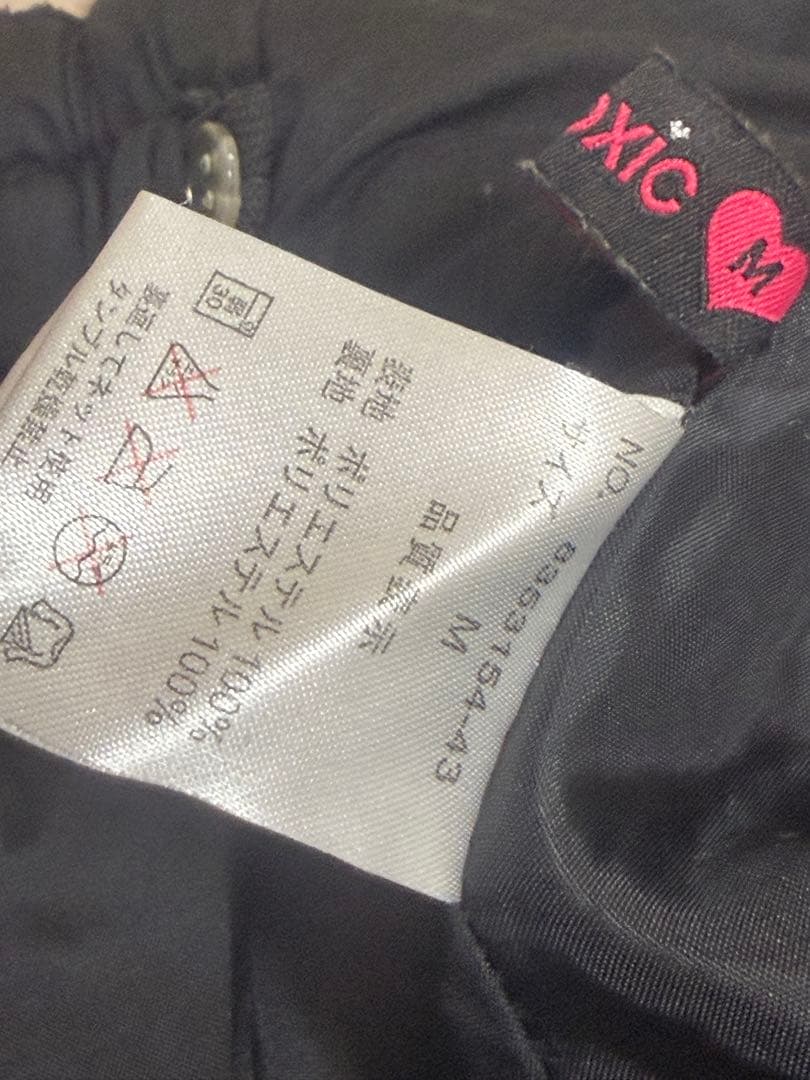 OXIC
M
NO. 6353154-43
サイズ M
品質表示
表地 ポリエステル100%
裏地 ポリエステル100%
弱
30
裏返してネット使用
タンブル乾燥禁止